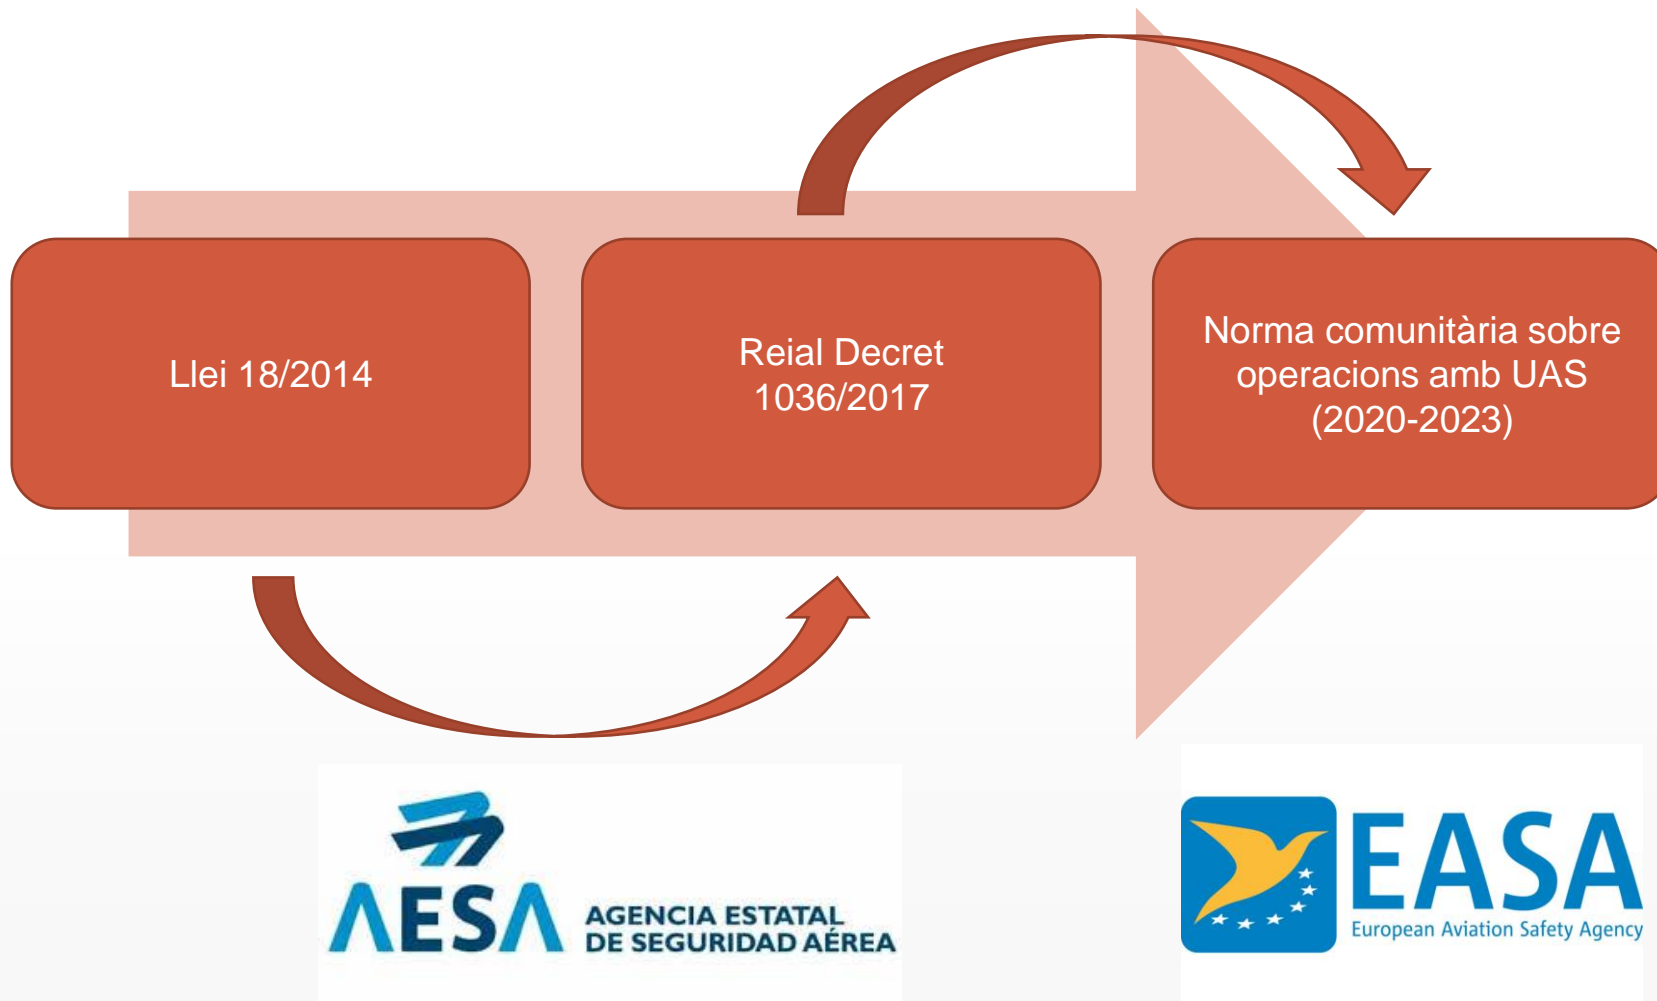 Llei 18/2014
Reial Decret
1036/2017
Norma comunitària sobre
operacions amb UAS
(2020-2023)
AESA
AGENCIA ESTATAL
DE SEGURIDAD AÉREA
EASA
European Aviation Safety Agency